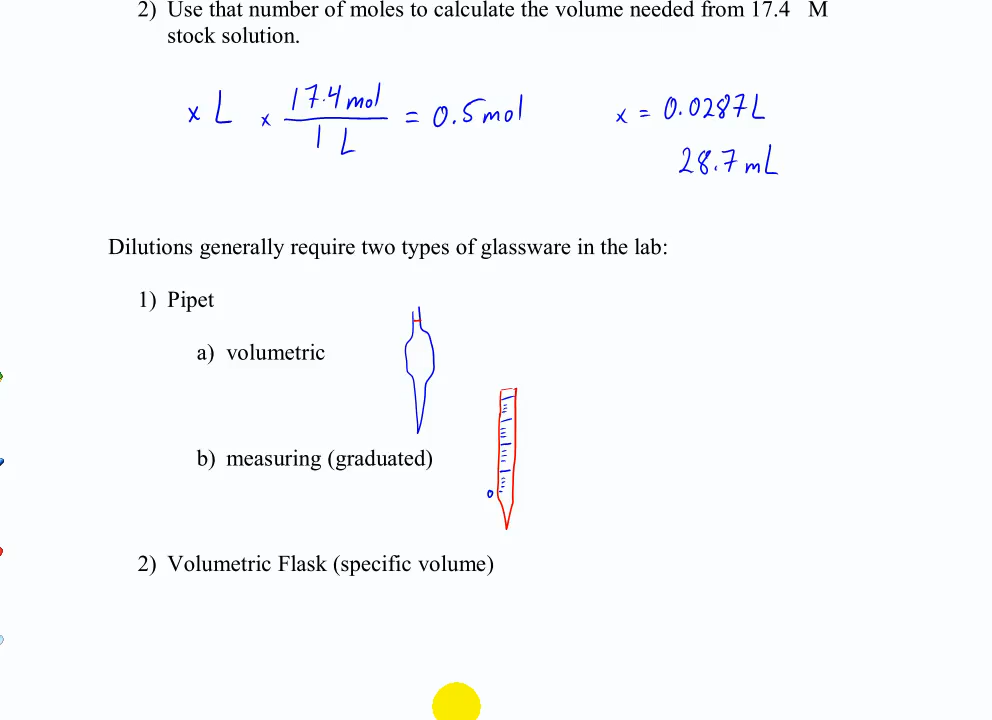 2) Use that number of moles to calculate the volume needed from 17.4 M
stock solution.
x L x 17.4 mol / 1 L = 0.5 mol
x = 0.0287 L
28.7 mL
Dilutions generally require two types of glassware in the lab:
1) Pipet
a) volumetric
b) measuring (graduated)
0
2) Volumetric Flask (specific volume)